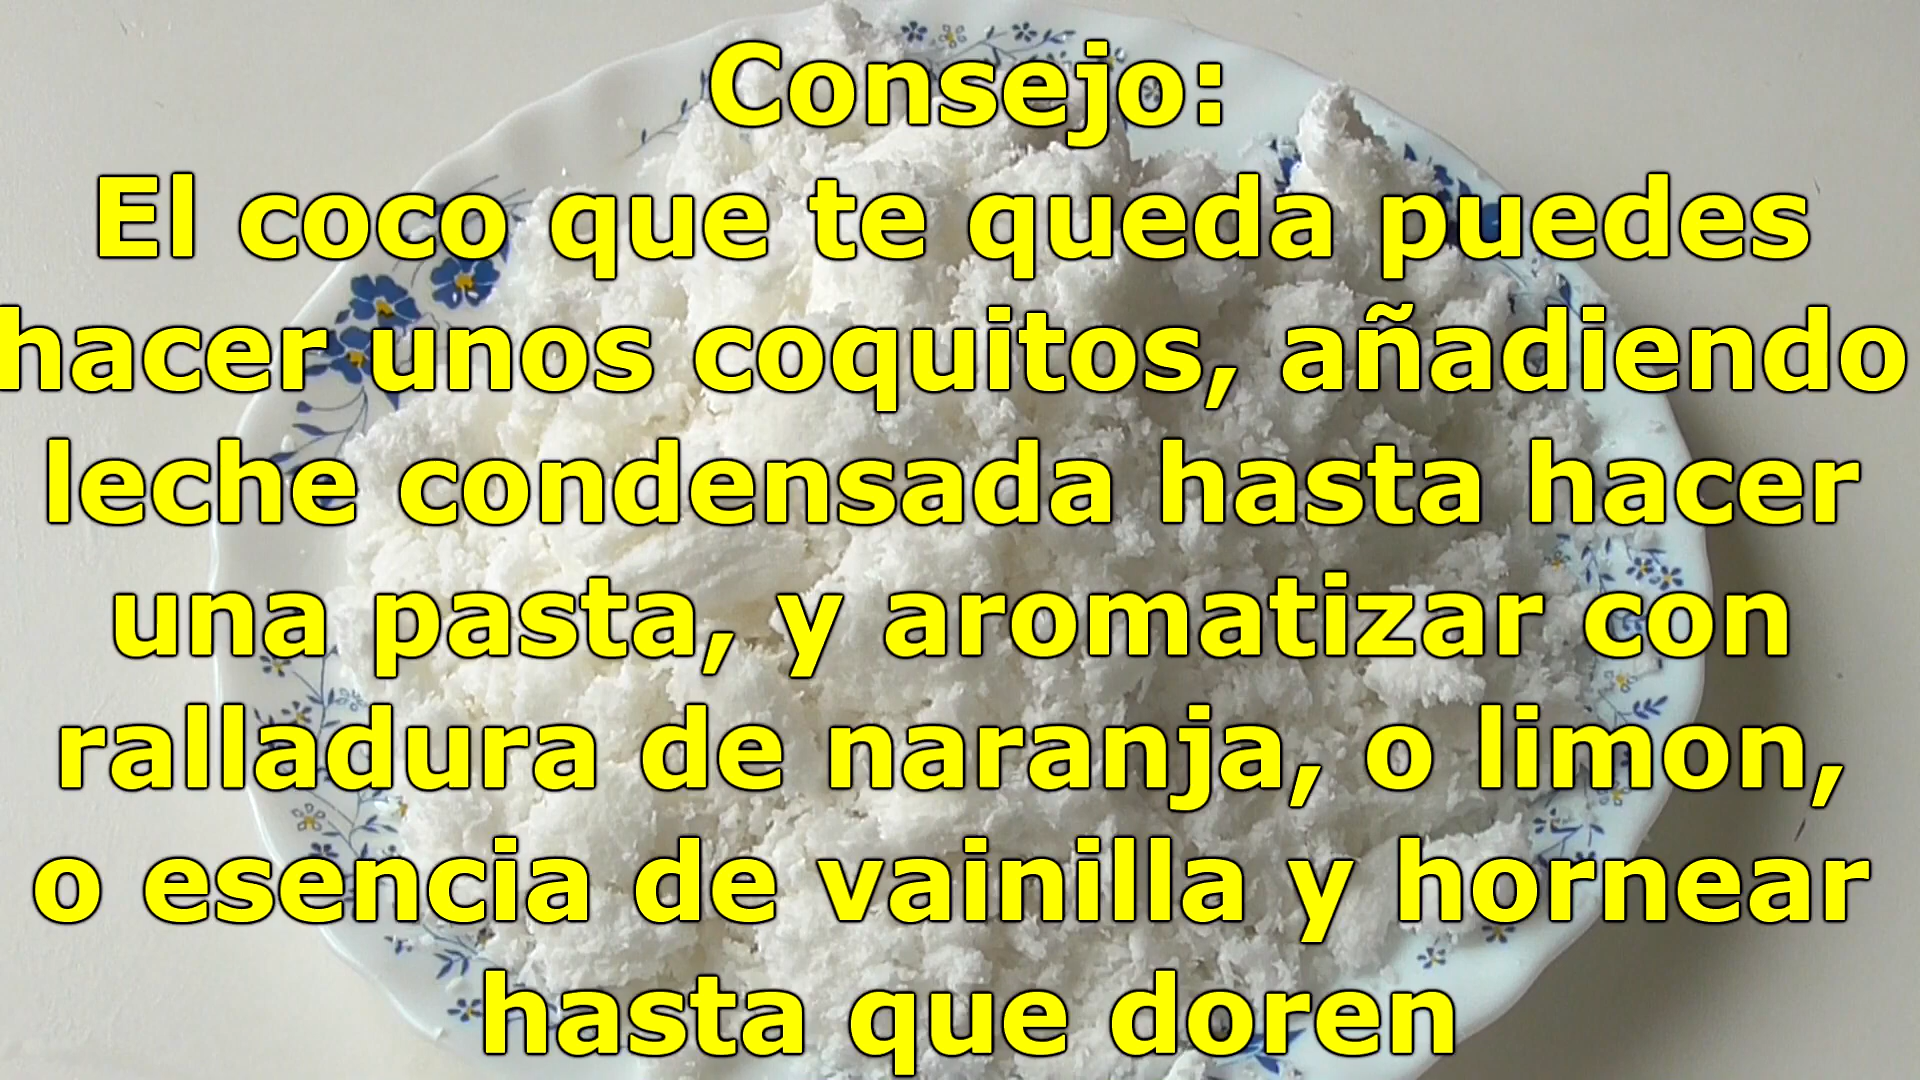 Consejo:
El coco que te queda puedes
hacer unos coquitos, añadiendo
leche condensada hasta hacer
una pasta, y aromatizar con
ralladura de naranja, o limon,
o esencia de vainilla y hornear
hasta que doren